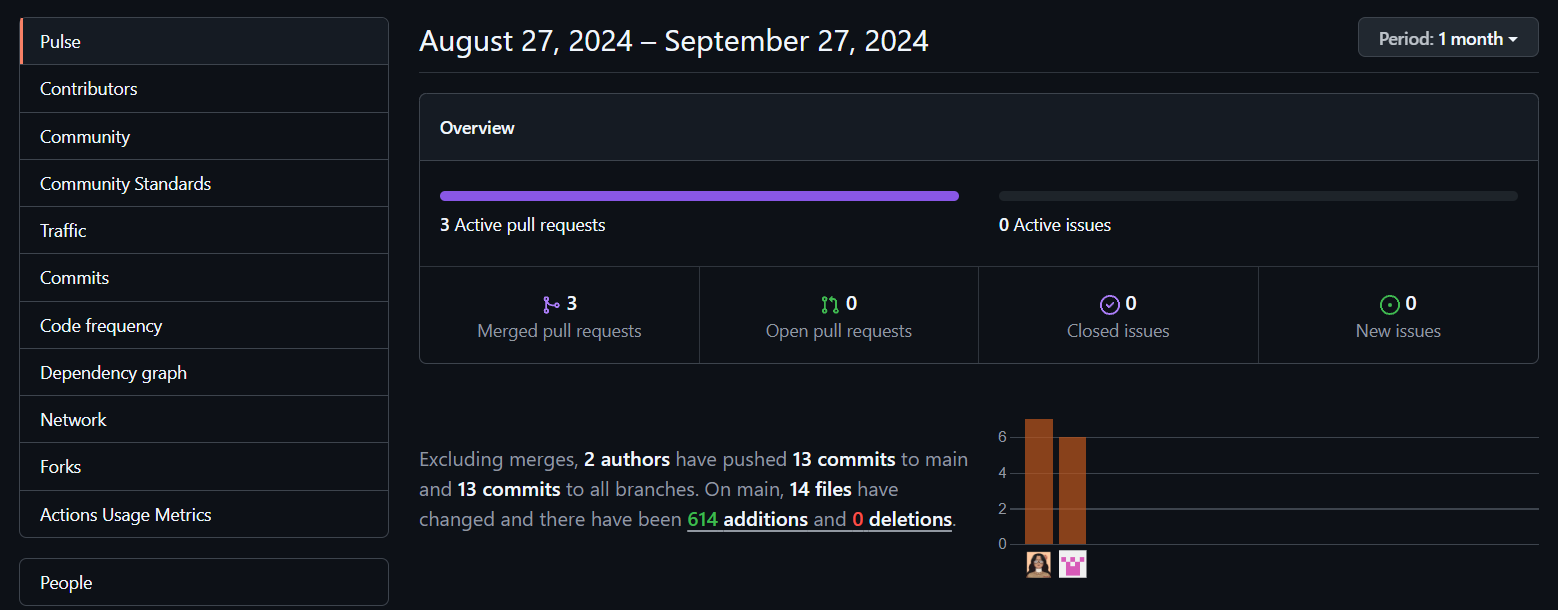 Pulse
Contributors
Community
Community Standards
Traffic
Commits
Code frequency
Dependency graph
Network
Forks
Actions Usage Metrics
People
August 27, 2024 – September 27, 2024
Period: 1 month
Overview
3 Active pull requests
0 Active issues
3
Merged pull requests
0
Open pull requests
0
Closed issues
0
New issues
Excluding merges, 2 authors have pushed 13 commits to main
and 13 commits to all branches. On main, 14 files have
changed and there have been 614 additions and 0 deletions.
6
4
2
0